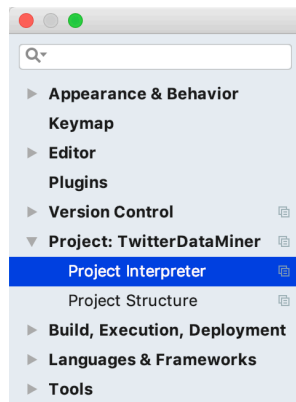 Appearance & Behavior
Keymap
Editor
Plugins
Version Control
Project: TwitterDataMiner
Project Interpreter
Project Structure
Build, Execution, Deployment
Languages & Frameworks
Tools